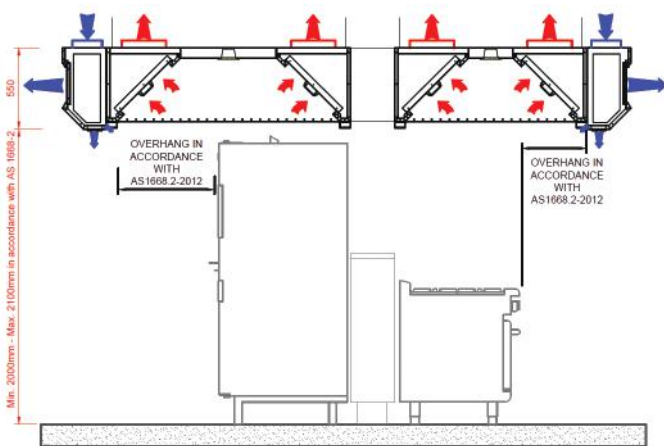 550
Min. 2000mm - Max. 2100mm in accordance with AS 1668-2
OVERHANG IN
ACCORDANCE
WITH
AS1668.2-2012
OVERHANG IN
ACCORDANCE
WITH
AS1668.2-2012